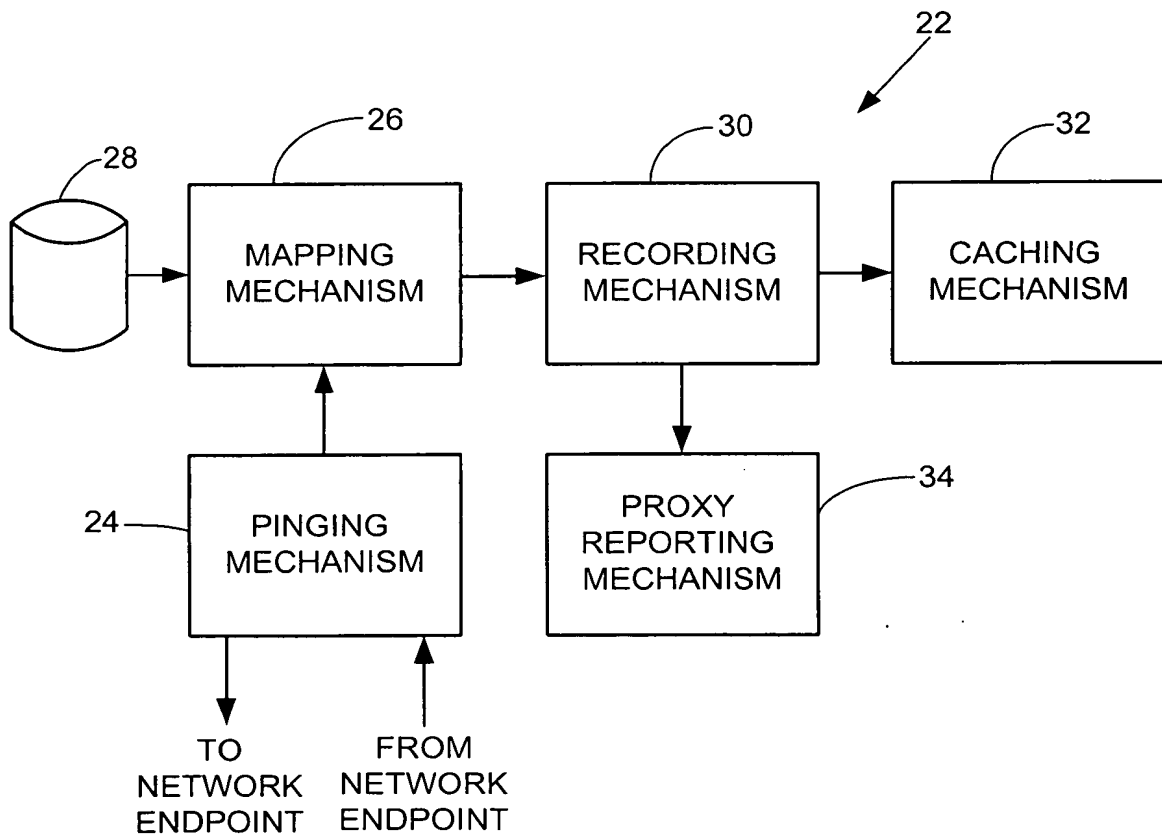 22
28
26
30
32
MAPPING
MECHANISM
RECORDING
MECHANISM
CACHING
MECHANISM
24
PINGING
MECHANISM
PROXY
REPORTING
MECHANISM
34
TO
NETWORK
ENDPOINT
FROM
NETWORK
ENDPOINT